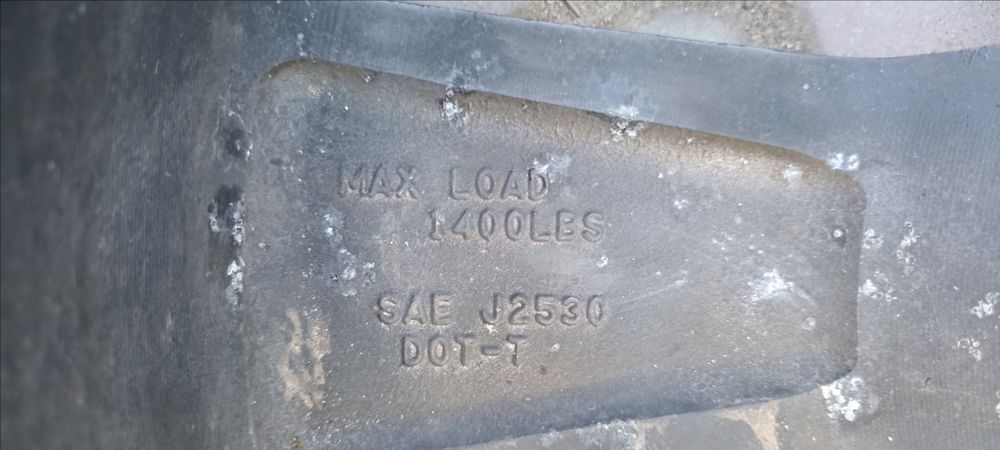 MAX LOAD
1400LBS
SAE J2530
DOT-T